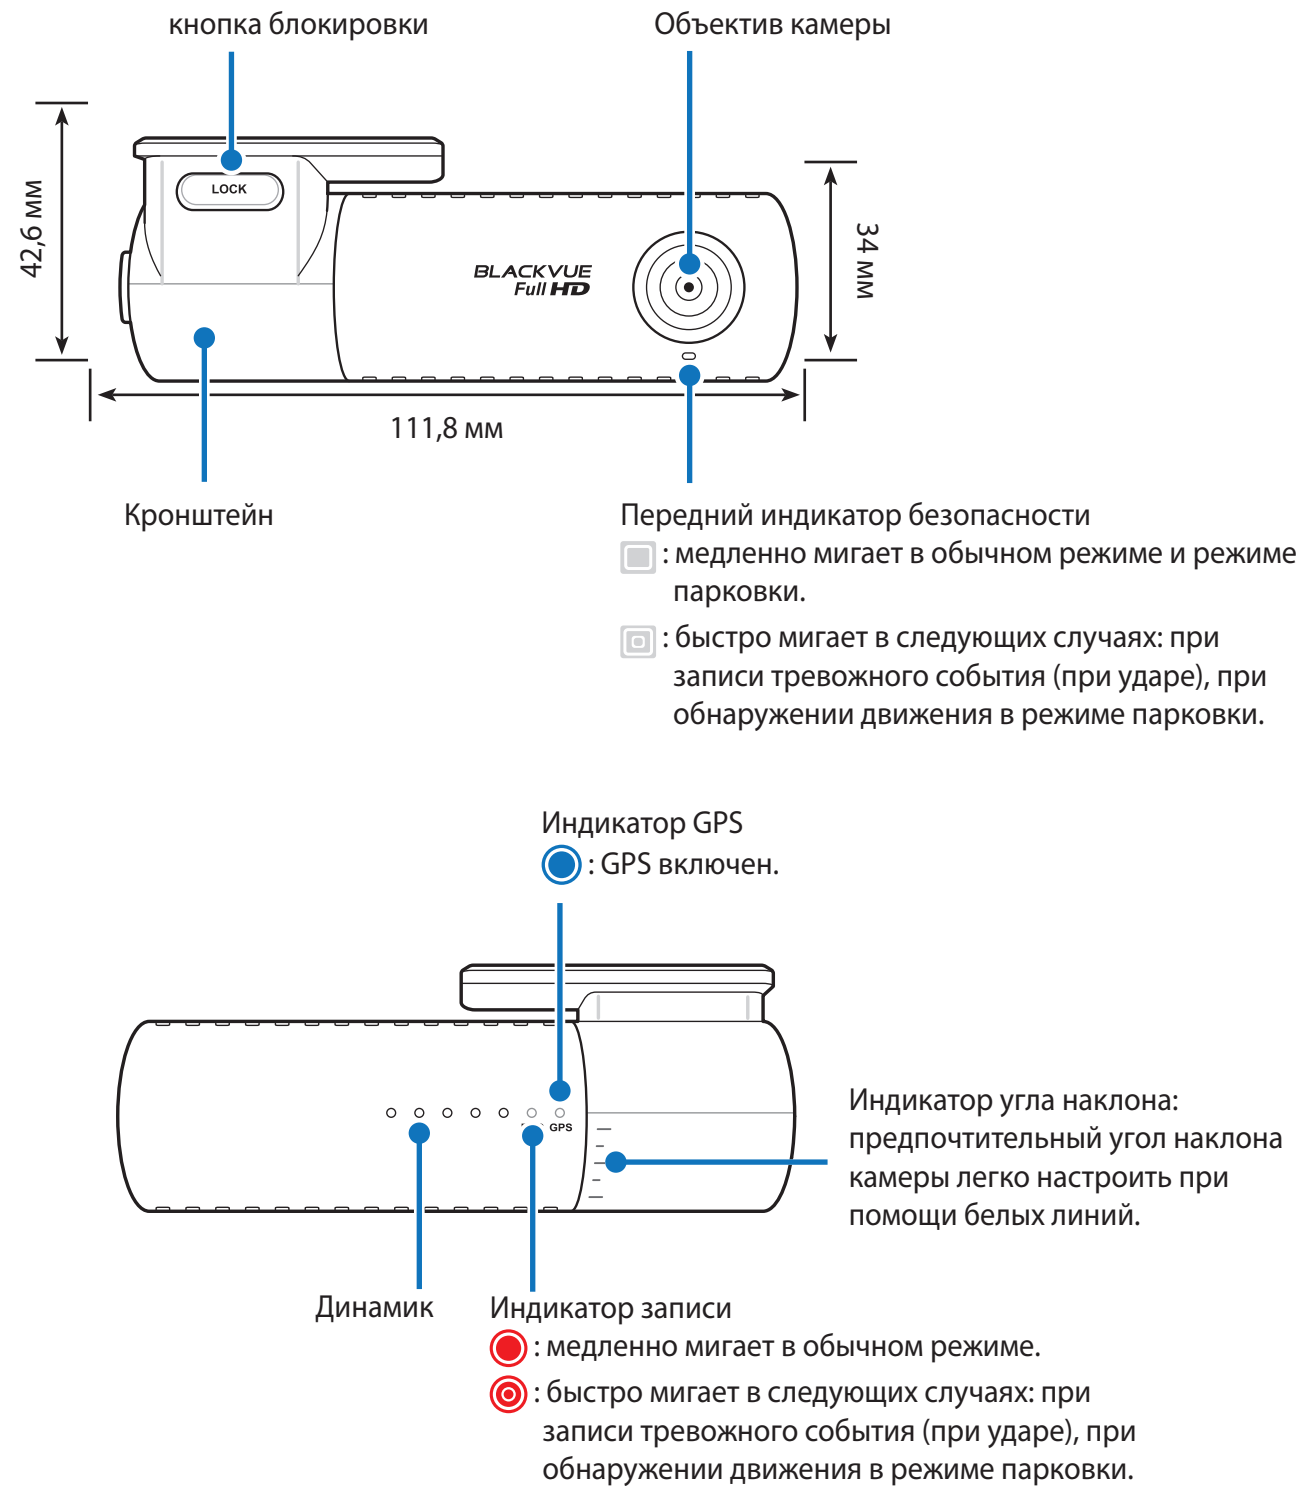 кнопка блокировки
Объектив камеры
42,6 мм
LOCK
34 мм
BLACKVUE
Full HD
111,8 мм
Кронштейн
Передний индикатор безопасности
: медленно мигает в обычном режиме и режиме
парковки.
: быстро мигает в следующих случаях: при
записи тревожного события (при ударе), при
обнаружении движения в режиме парковки.
Индикатор GPS
: GPS включен.
GPS
Индикатор угла наклона:
предпочтительный угол наклона
камеры легко настроить при
помощи белых линий.
Динамик
Индикатор записи
: медленно мигает в обычном режиме.
: быстро мигает в следующих случаях: при
записи тревожного события (при ударе), при
обнаружении движения в режиме парковки.